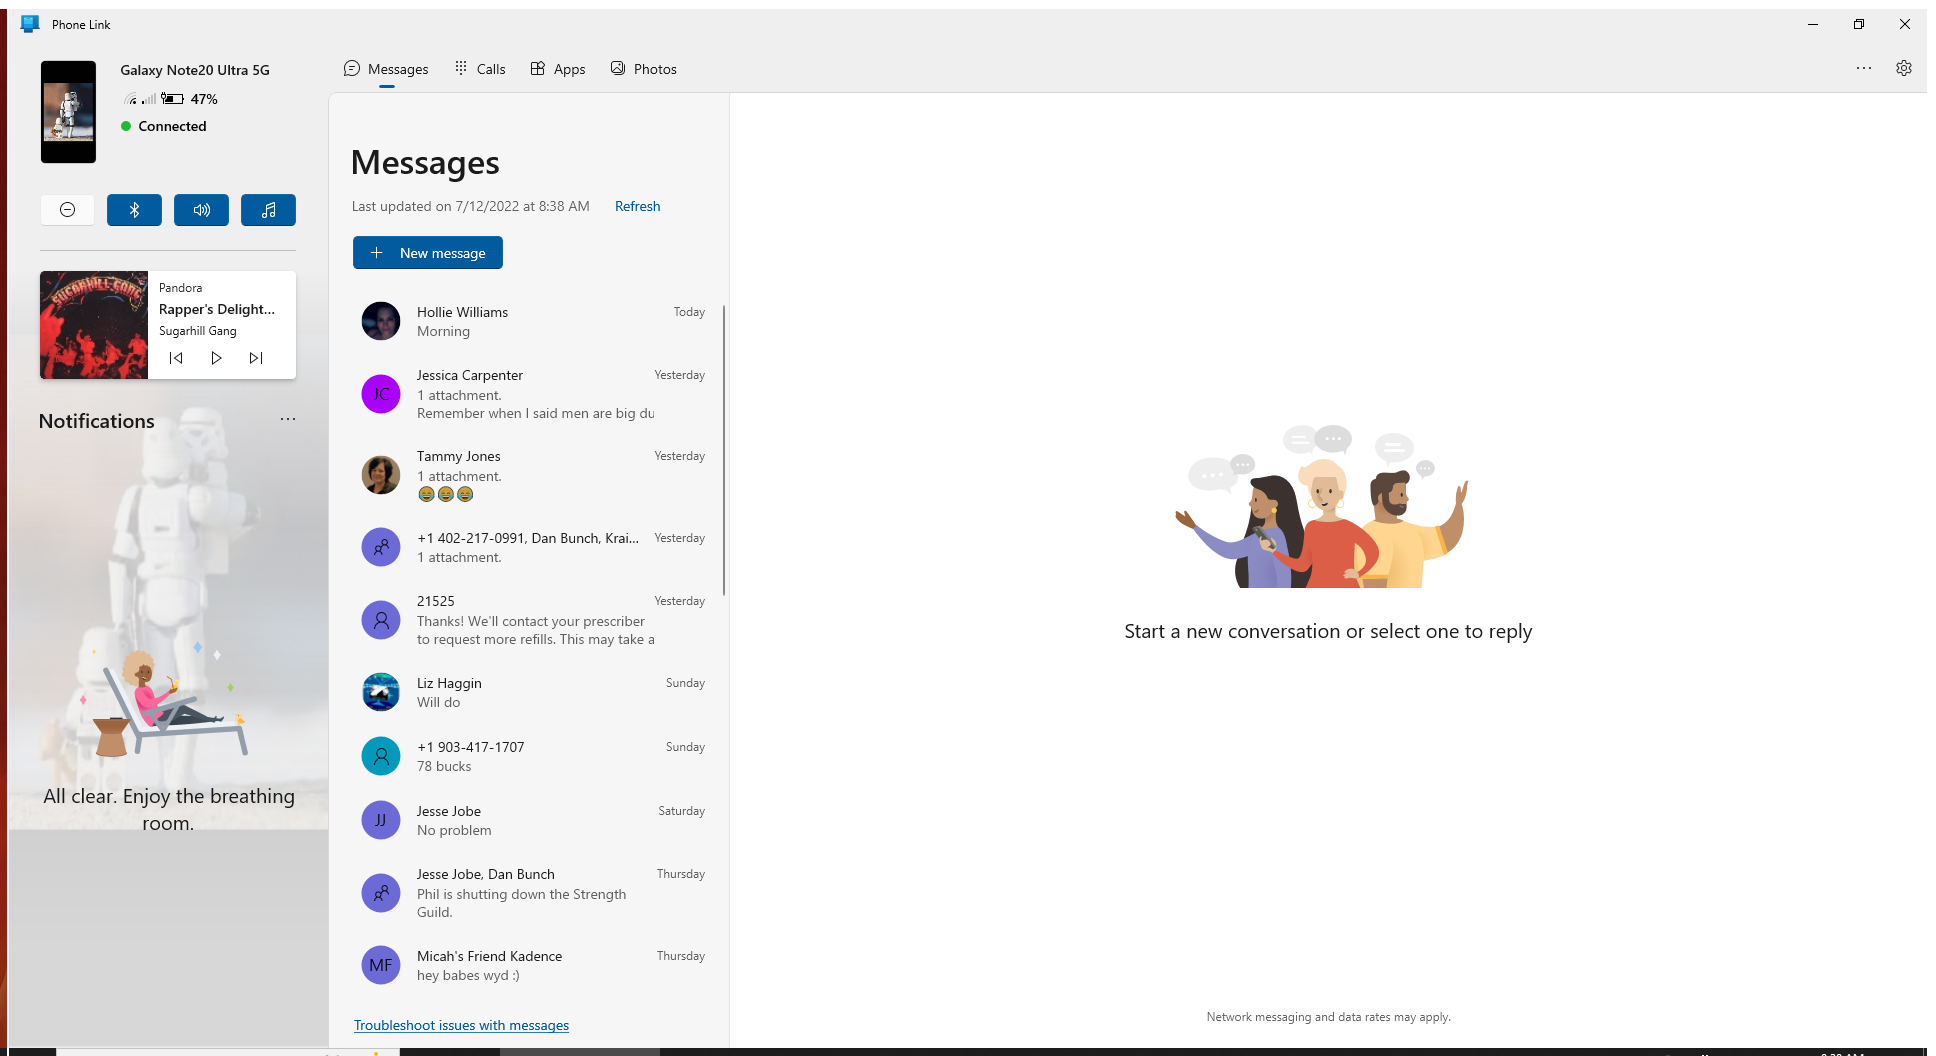 Phone Link
Galaxy Note20 Ultra 5G
47%
Connected
Messages
Calls
Apps
Photos
Pandora
SUGARHILL GANG
Rapper's Delight...
Sugarhill Gang
Notifications
All clear. Enjoy the breathing
room.
Messages
Last updated on 7/12/2022 at 8:38 AM
Refresh
New message
Hollie Williams
Today
Morning
JC
Jessica Carpenter
Yesterday
1 attachment.
Remember when I said men are big du
Tammy Jones
Yesterday
1 attachment.
😂😂😂
+1 402-217-0991, Dan Bunch, Krai...
Yesterday
1 attachment.
21525
Yesterday
Thanks! We'll contact your prescriber
to request more refills. This may take a
Liz Haggin
Sunday
Will do
+1 903-417-1707
Sunday
78 bucks
JJ
Jesse Jobe
Saturday
No problem
Jesse Jobe, Dan Bunch
Thursday
Phil is shutting down the Strength
Guild.
MF
Micah's Friend Kadence
Thursday
hey babes wyd :)
Troubleshoot issues with messages
Start a new conversation or select one to reply
Network messaging and data rates may apply.